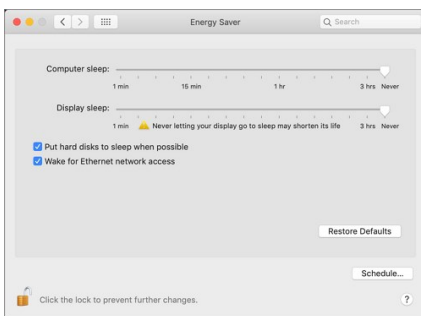 Energy Saver
Search
Computer sleep:
1 min 15 min 1 hr 3 hrs Never
Display sleep:
1 min Never letting your display go to sleep may shorten its life 3 hrs Never
Put hard disks to sleep when possible
Wake for Ethernet network access
Restore Defaults
Schedule...
Click the lock to prevent further changes.
?